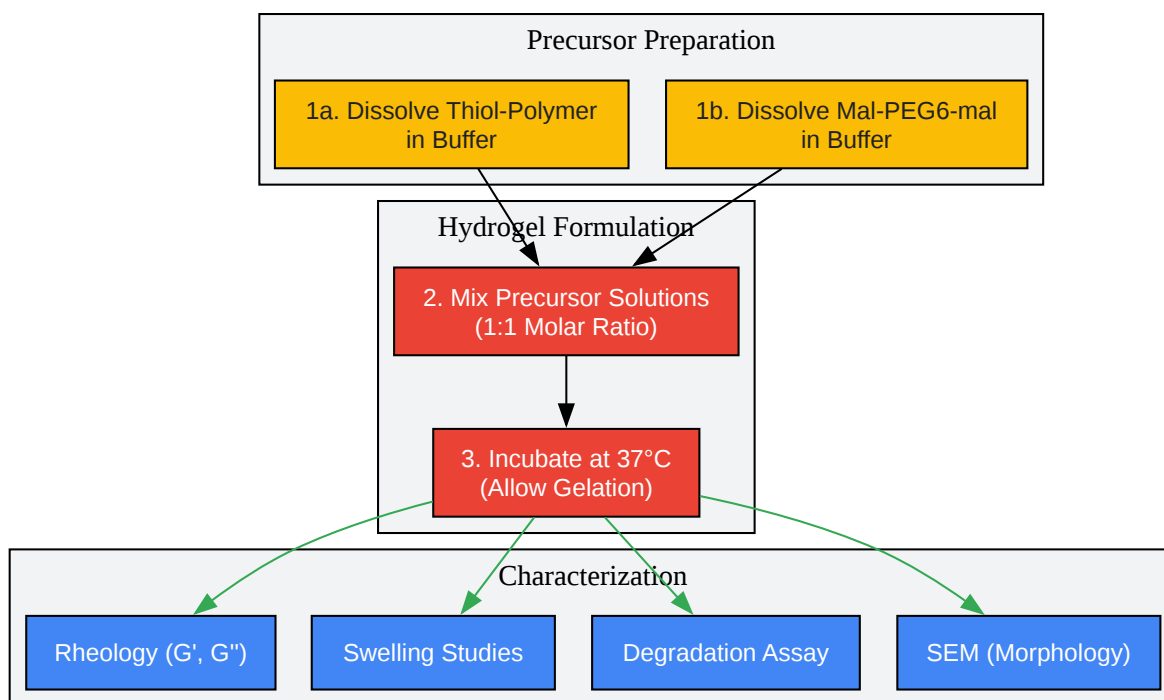 Precursor Preparation
1a. Dissolve Thiol-Polymer
in Buffer
1b. Dissolve Mal-PEG6-mal
in Buffer
Hydrogel Formulation
2. Mix Precursor Solutions
(1:1 Molar Ratio)
3. Incubate at 37°C
(Allow Gelation)
Characterization
Rheology (G', G'')
Swelling Studies
Degradation Assay
SEM (Morphology)